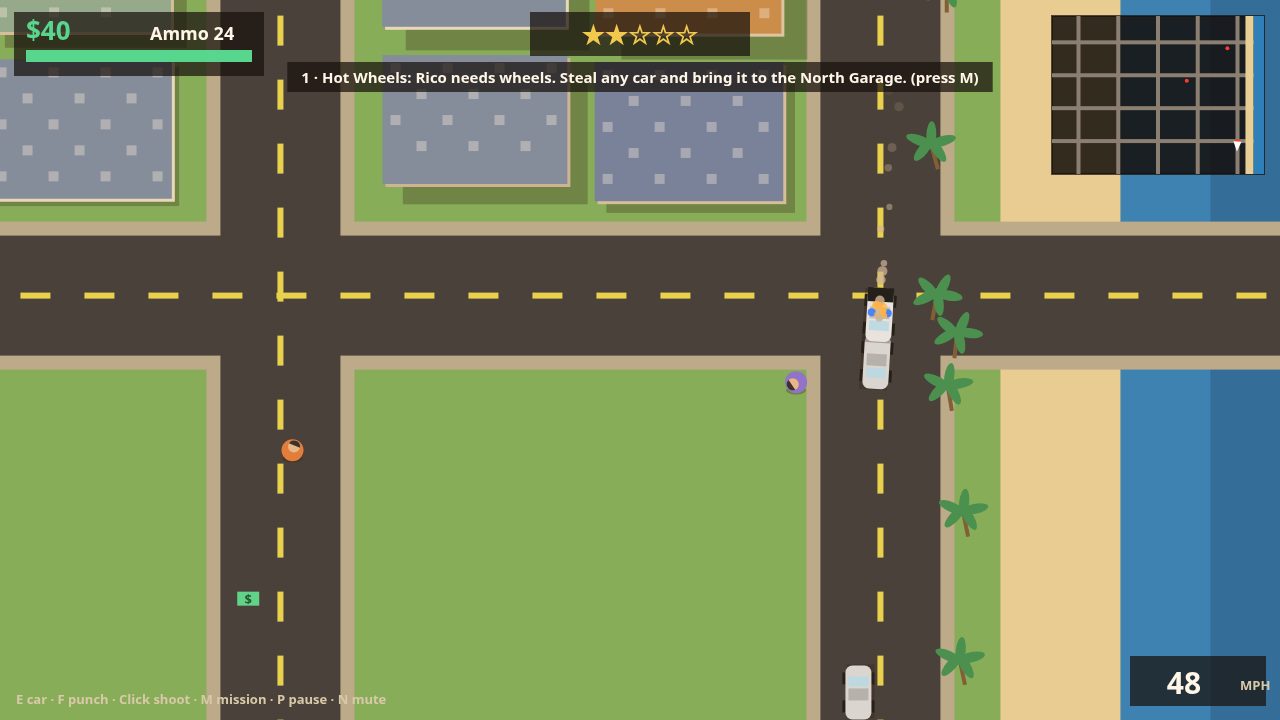 $40
Ammo 24
★★☆☆☆
1 · Hot Wheels: Rico needs wheels. Steal any car and bring it to the North Garage. (press M)
$
E car · F punch · Click shoot · M mission · P pause · N mute
48 MPH